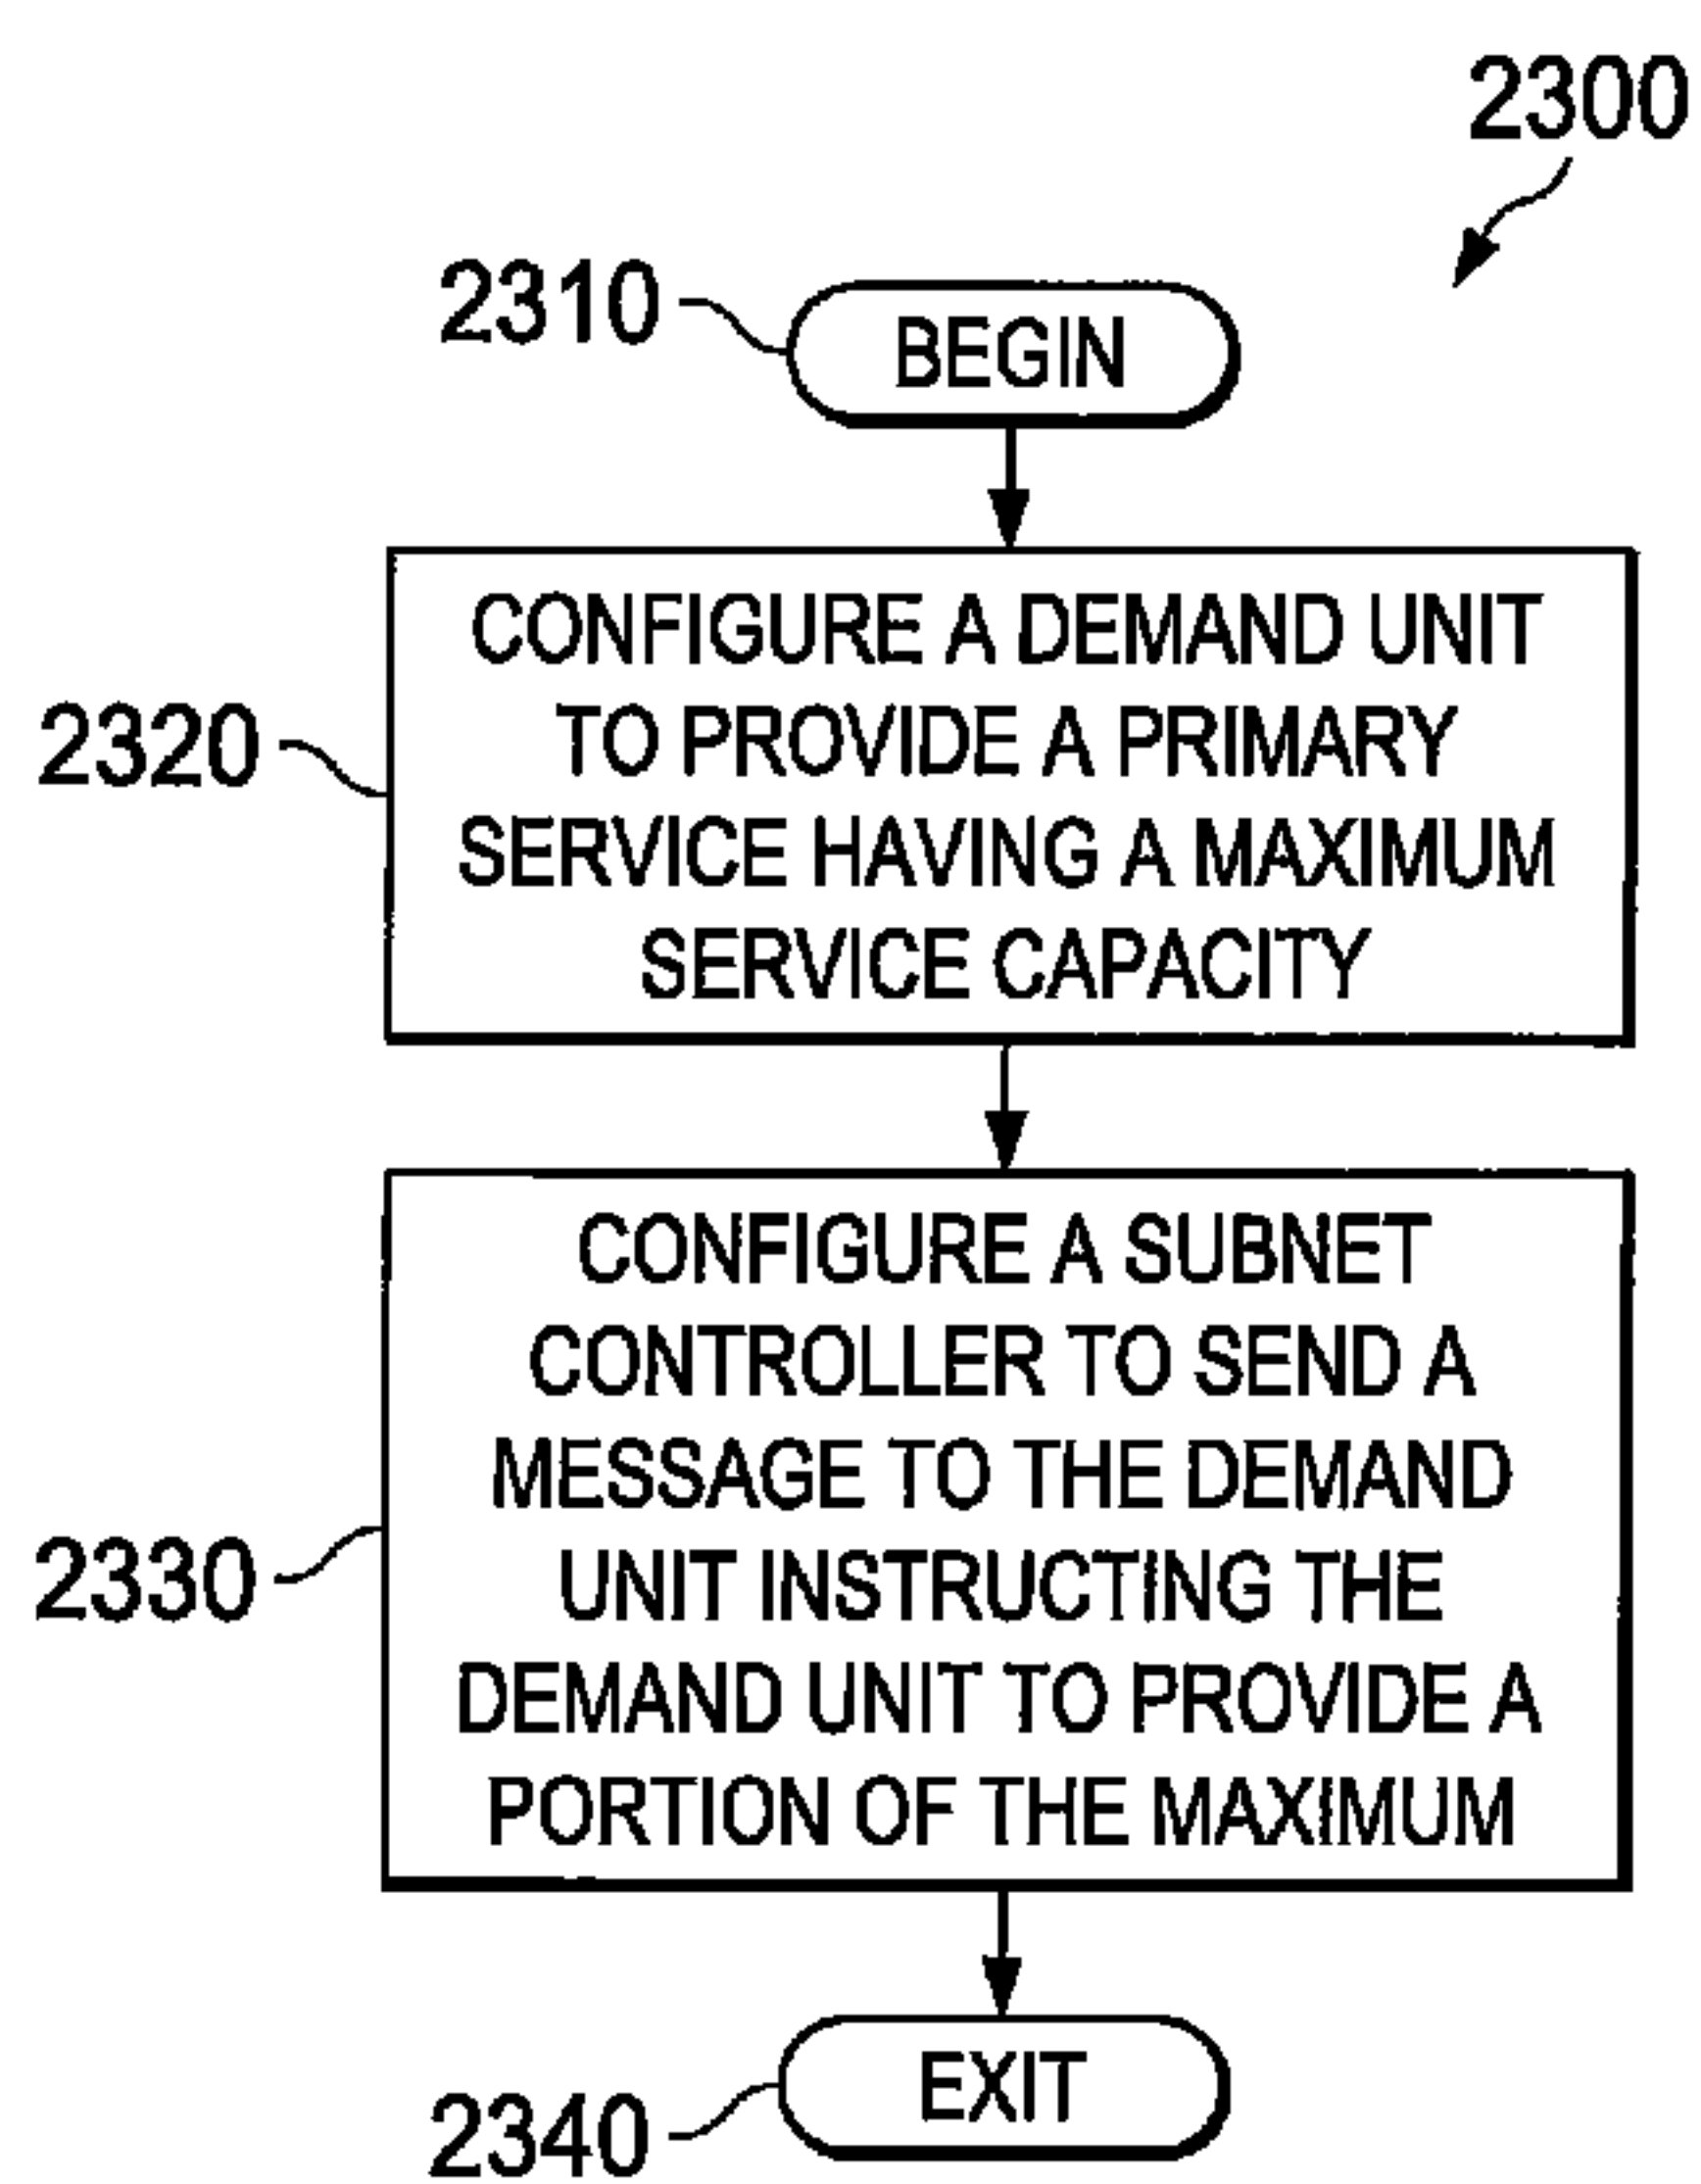 2300
2310
BEGIN
2320
CONFIGURE A DEMAND UNIT
TO PROVIDE A PRIMARY
SERVICE HAVING A MAXIMUM
SERVICE CAPACITY
2330
CONFIGURE A SUBNET
CONTROLLER TO SEND A
MESSAGE TO THE DEMAND
UNIT INSTRUCTING THE
DEMAND UNIT TO PROVIDE A
PORTION OF THE MAXIMUM
2340
EXIT